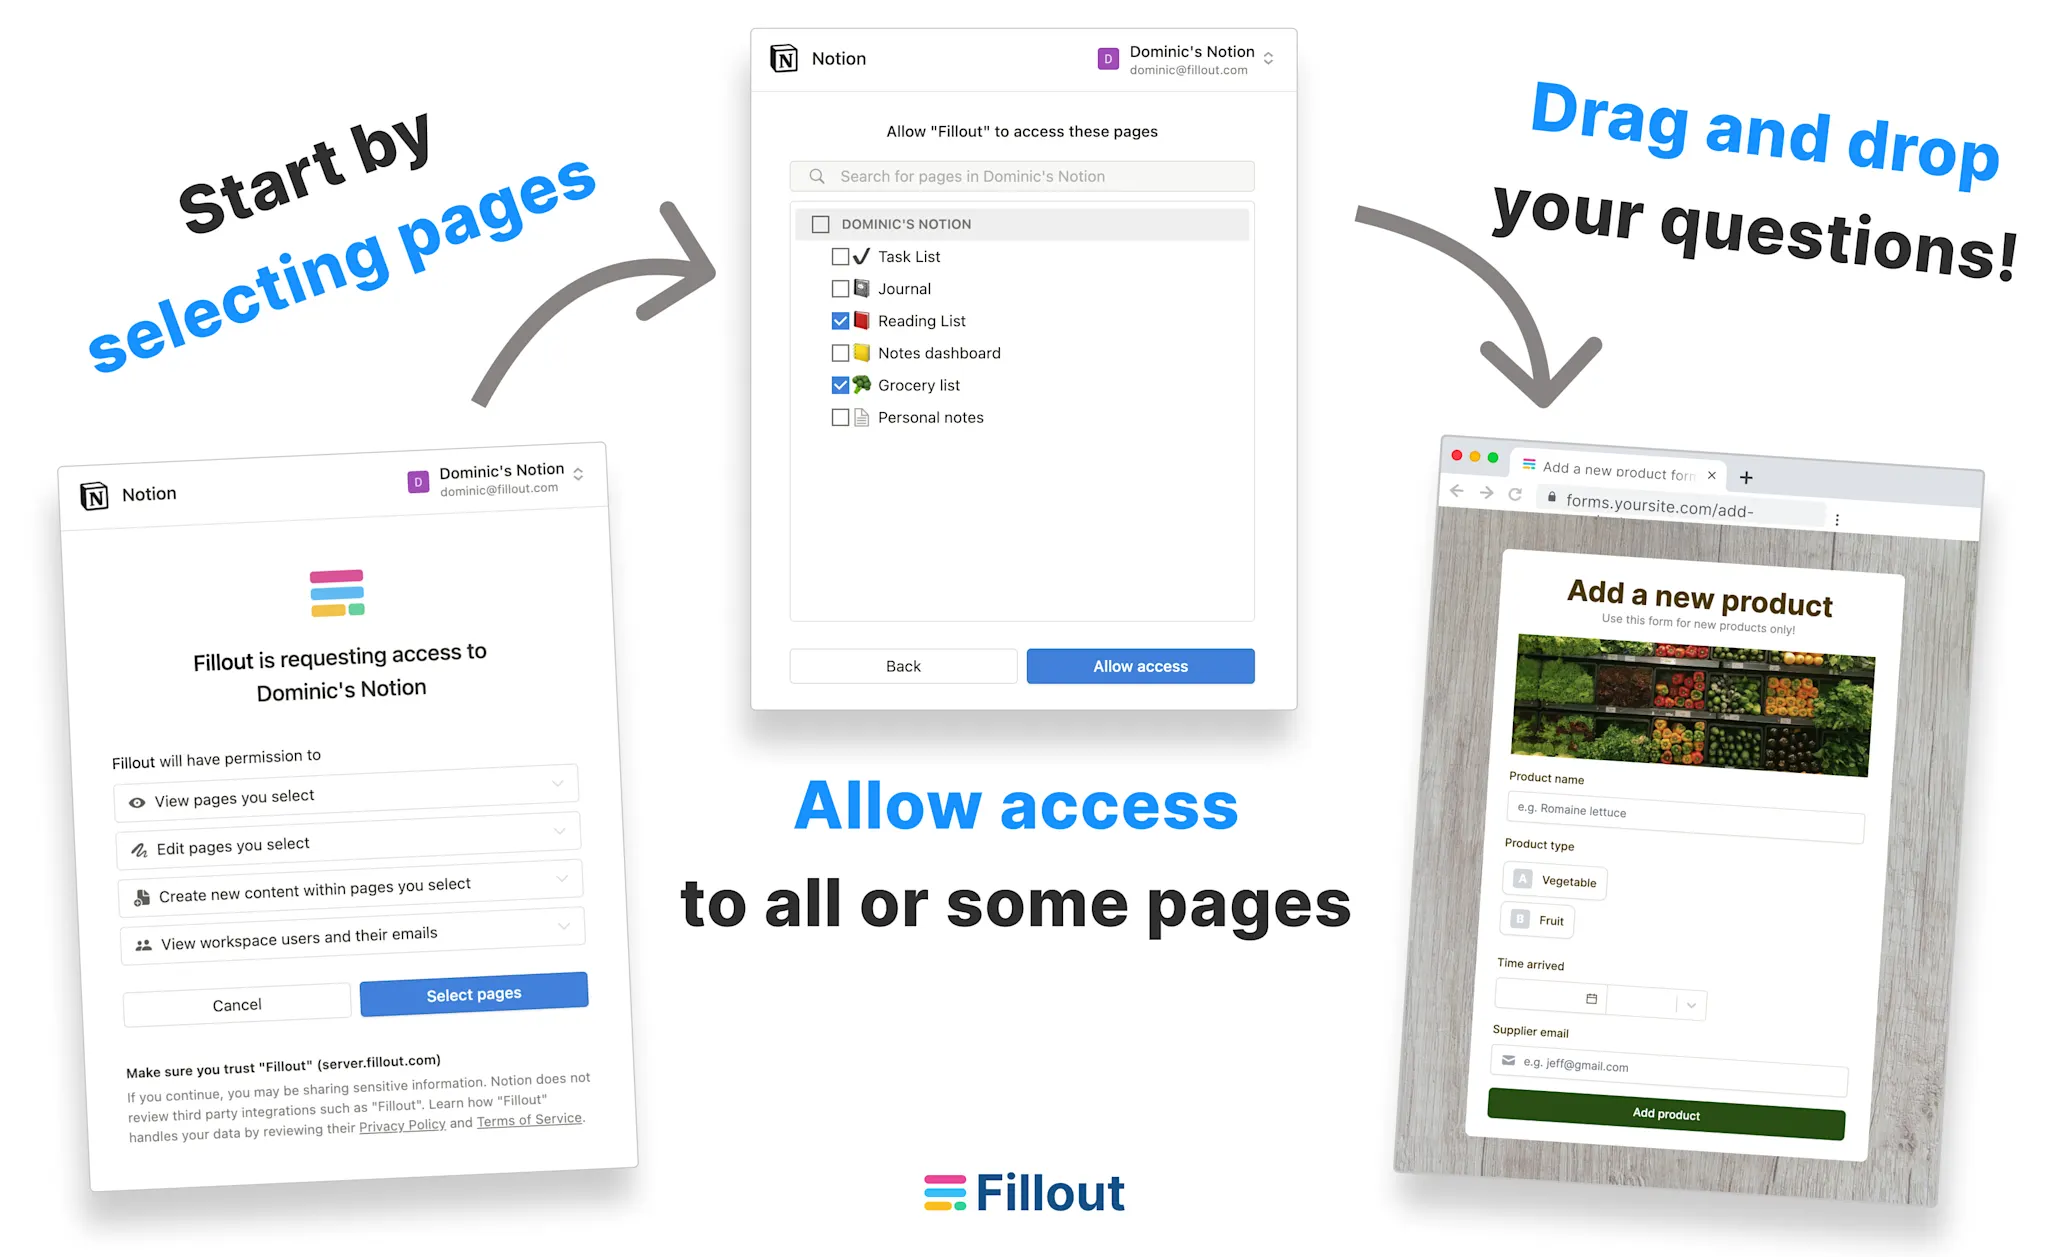 Start by
selecting pages
Notion
D
Dominic's Notion
dominic@fillout.com
Fillout is requesting access to
Dominic's Notion
Fillout will have permission to
View pages you select
Edit pages you select
Create new content within pages you select
View workspace users and their emails
Cancel
Select pages
Make sure you trust "Fillout" (server.fillout.com)
If you continue, you may be sharing sensitive information. Notion does not
review third party integrations such as "Fillout". Learn how "Fillout"
handles your data by reviewing their Privacy Policy and Terms of Service.
Notion
D
Dominic's Notion
dominic@fillout.com
Allow "Fillout" to access these pages
Search for pages in Dominic's Notion
DOMINIC'S NOTION
Task List
Journal
Reading List
Notes dashboard
Grocery list
Personal notes
Back
Allow access
Allow access
to all or some pages
Fillout
Drag and drop
your questions!
Add a new product form
forms.yoursite.com/add-
Add a new product
Use this form for new products only!
Product name
e.g. Romaine lettuce
Product type
A Vegetable
B Fruit
Time arrived
Supplier email
e.g. jeff@gmail.com
Add product